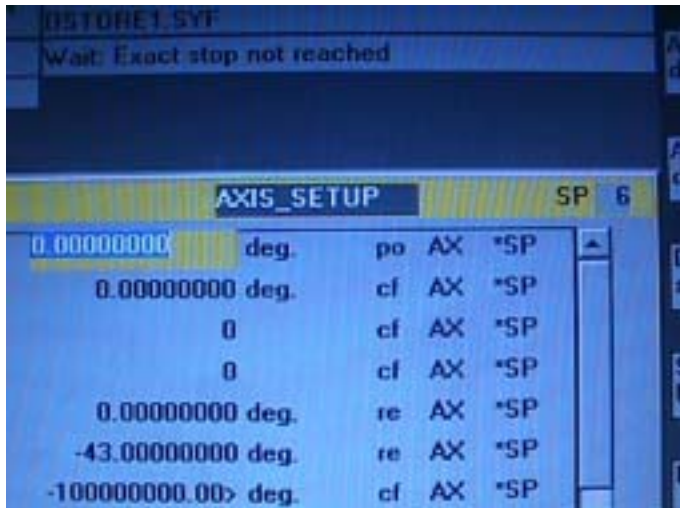 OSTORE1.SYF
Wait: Exact stop not reached
AXIS_SETUP SP 6
0.00000000 deg. po AX *SP
0.00000000 deg. cf AX *SP
0 cf AX *SP
0 cf AX *SP
0.00000000 deg. re AX *SP
-43.00000000 deg. re AX *SP
-100000000.00> deg. cf AX *SP